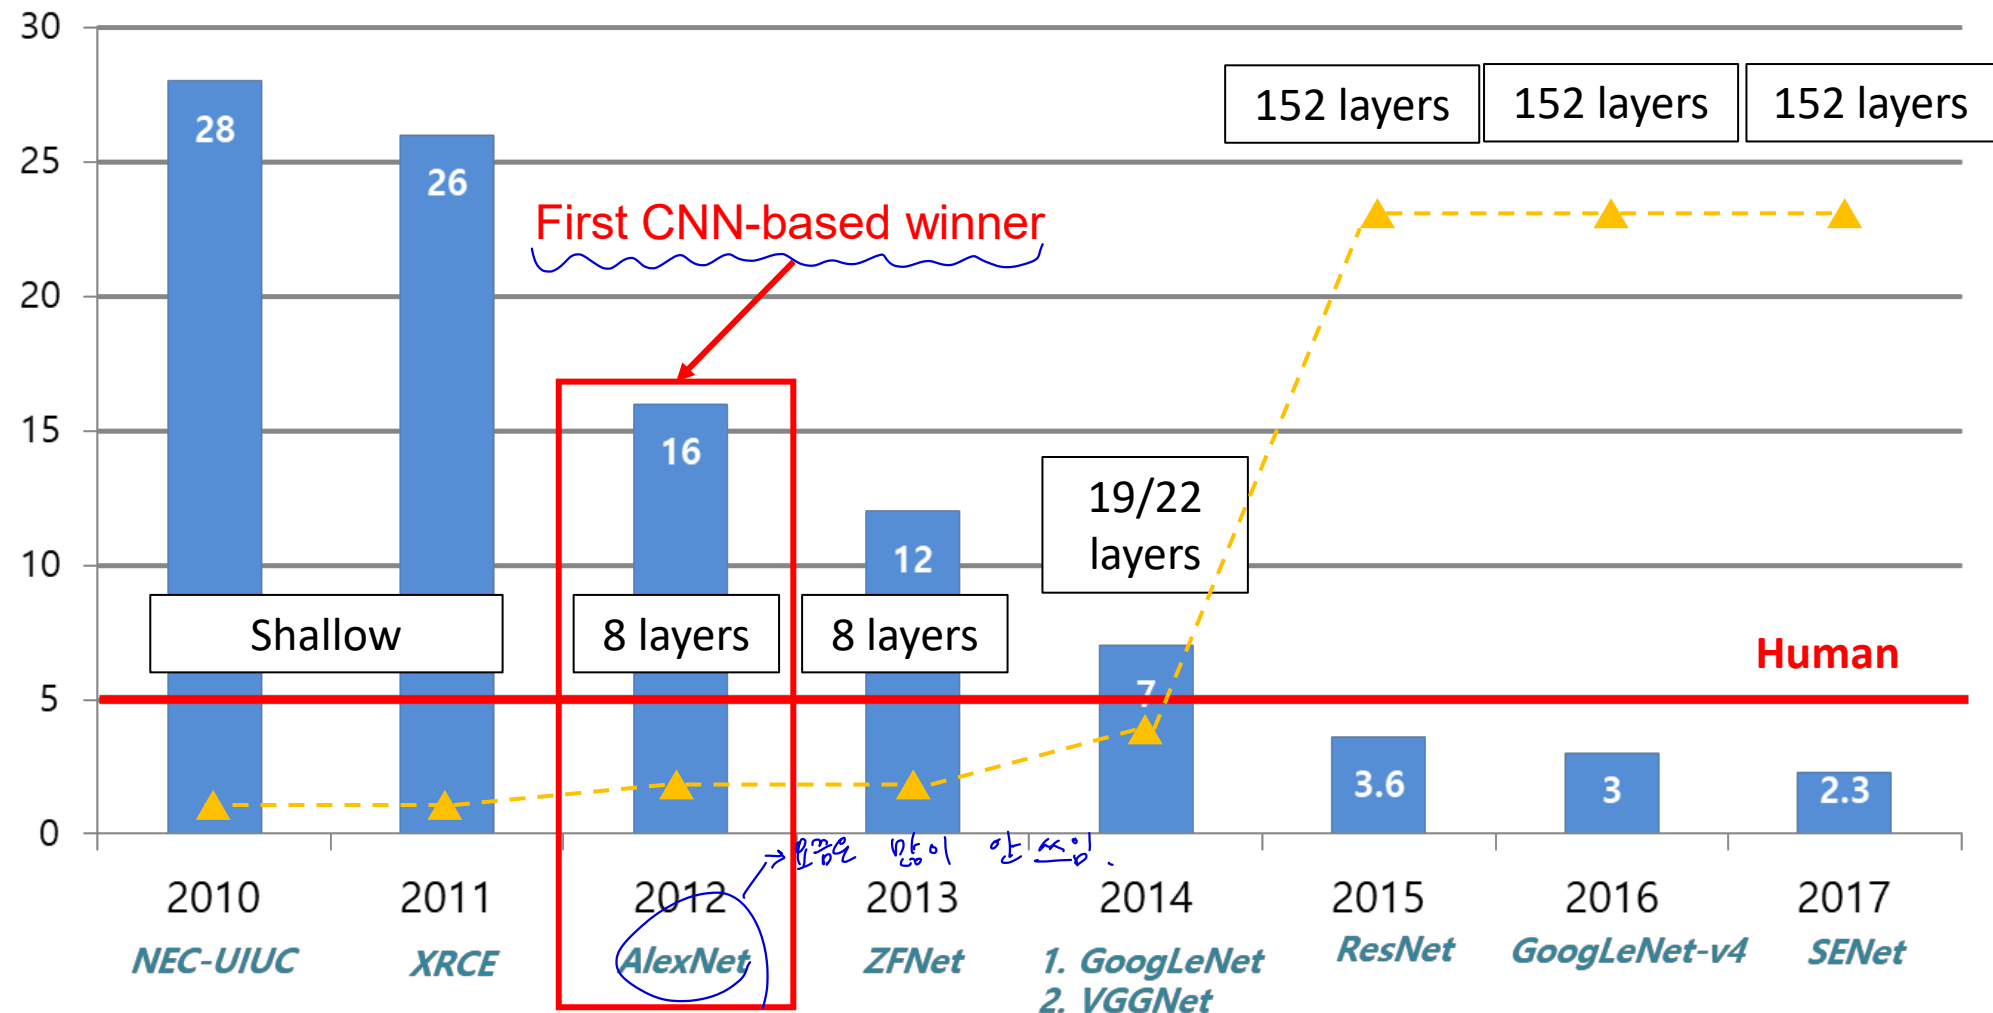 30
25
20
15
10
5
0
28
26
16
12
7
3.6
3
2.3
152 layers
152 layers
152 layers
First CNN-based winner
19/22
layers
Shallow
8 layers
8 layers
Human
요즘은 많이 안 쓰임.
2010
2011
2012
2013
2014
2015
2016
2017
NEC-UIUC
XRCE
AlexNet
ZFNet
1. GoogLeNet
2. VGGNet
ResNet
GoogLeNet-v4
SENet